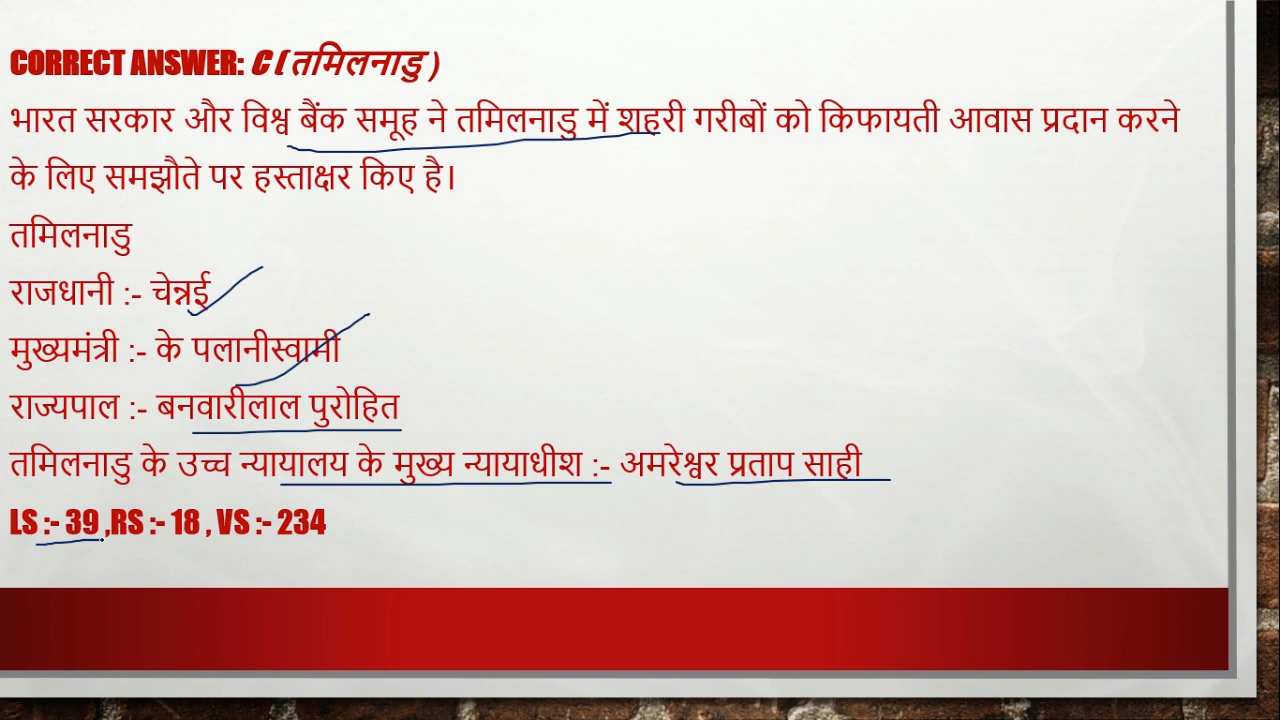 CORRECT ANSWER: C ( तमिलनाडु )
भारत सरकार और विश्व बैंक समूह ने तमिलनाडु में शहरी गरीबों को किफायती आवास प्रदान करने
के लिए समझौते पर हस्ताक्षर किए है।
तमिलनाडु
राजधानी :- चेन्नई
मुख्यमंत्री :- के पलानीस्वामी
राज्यपाल :- बनवारीलाल पुरोहित
तमिलनाडु के उच्च न्यायालय के मुख्य न्यायाधीश :- अमरेश्वर प्रताप साही
LS :- 39 ,RS :- 18 , VS :- 234